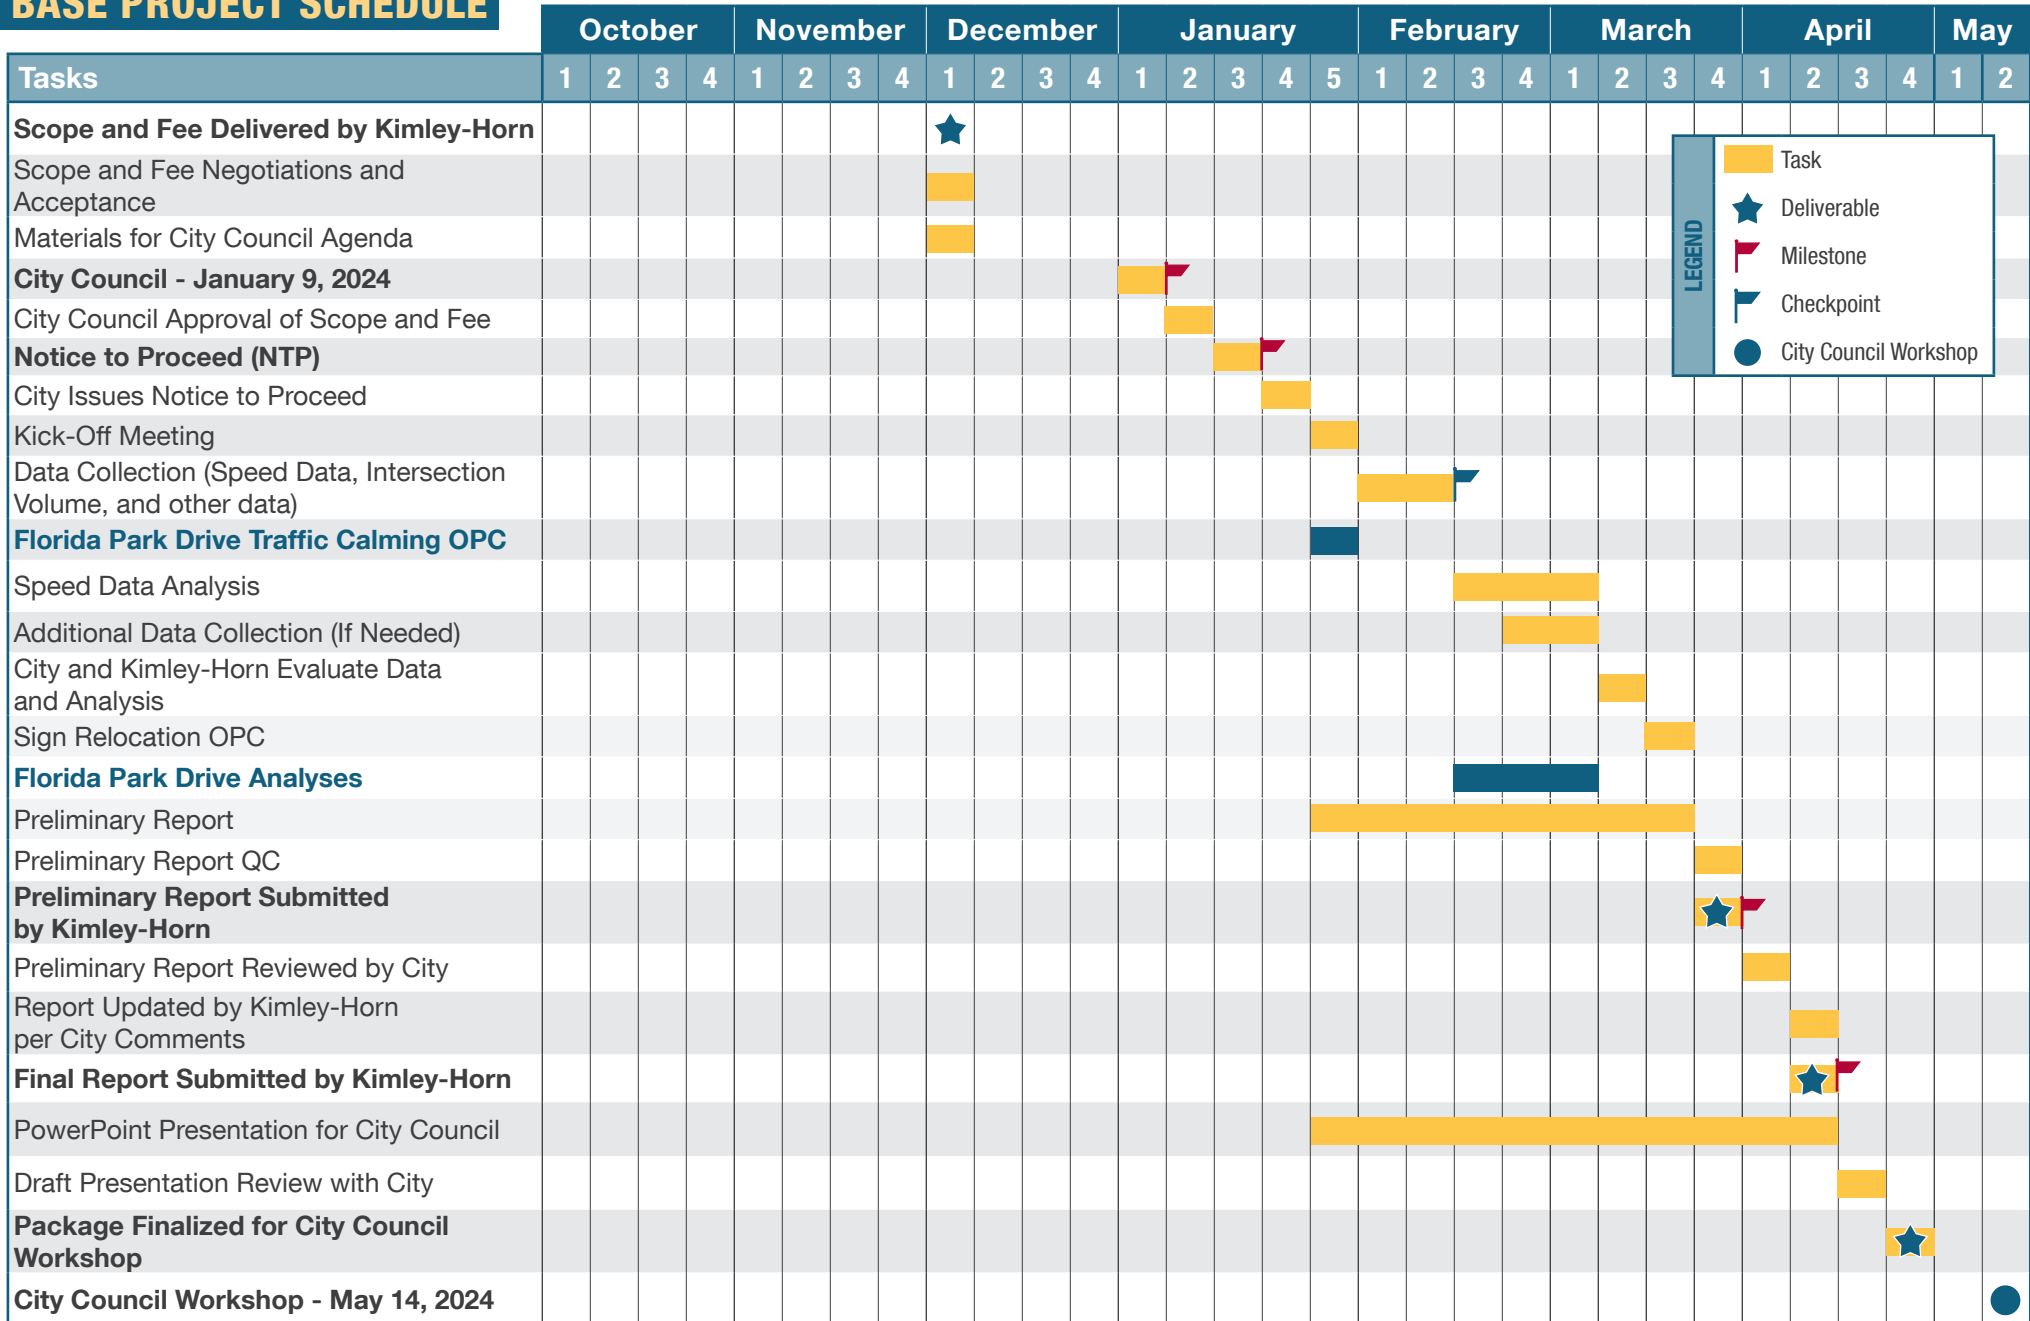 BASE PROJECT SCHEDULE
October November December January February March April May
Tasks 1 2 3 4 1 2 3 4 1 2 3 4 1 2 3 4 5 1 2 3 4 1 2 3 4 1 2 3 4 1 2
Scope and Fee Delivered by Kimley-Horn
Scope and Fee Negotiations and
Acceptance
Materials for City Council Agenda
City Council - January 9, 2024
City Council Approval of Scope and Fee
Notice to Proceed (NTP)
City Issues Notice to Proceed
Kick-Off Meeting
Data Collection (Speed Data, Intersection
Volume, and other data)
Florida Park Drive Traffic Calming OPC
Speed Data Analysis
Additional Data Collection (If Needed)
City and Kimley-Horn Evaluate Data
and Analysis
Sign Relocation OPC
Florida Park Drive Analyses
Preliminary Report
Preliminary Report QC
Preliminary Report Submitted
by Kimley-Horn
Preliminary Report Reviewed by City
Report Updated by Kimley-Horn
per City Comments
Final Report Submitted by Kimley-Horn
PowerPoint Presentation for City Council
Draft Presentation Review with City
Package Finalized for City Council
Workshop
City Council Workshop - May 14, 2024
LEGEND
Task
Deliverable
Milestone
Checkpoint
City Council Workshop